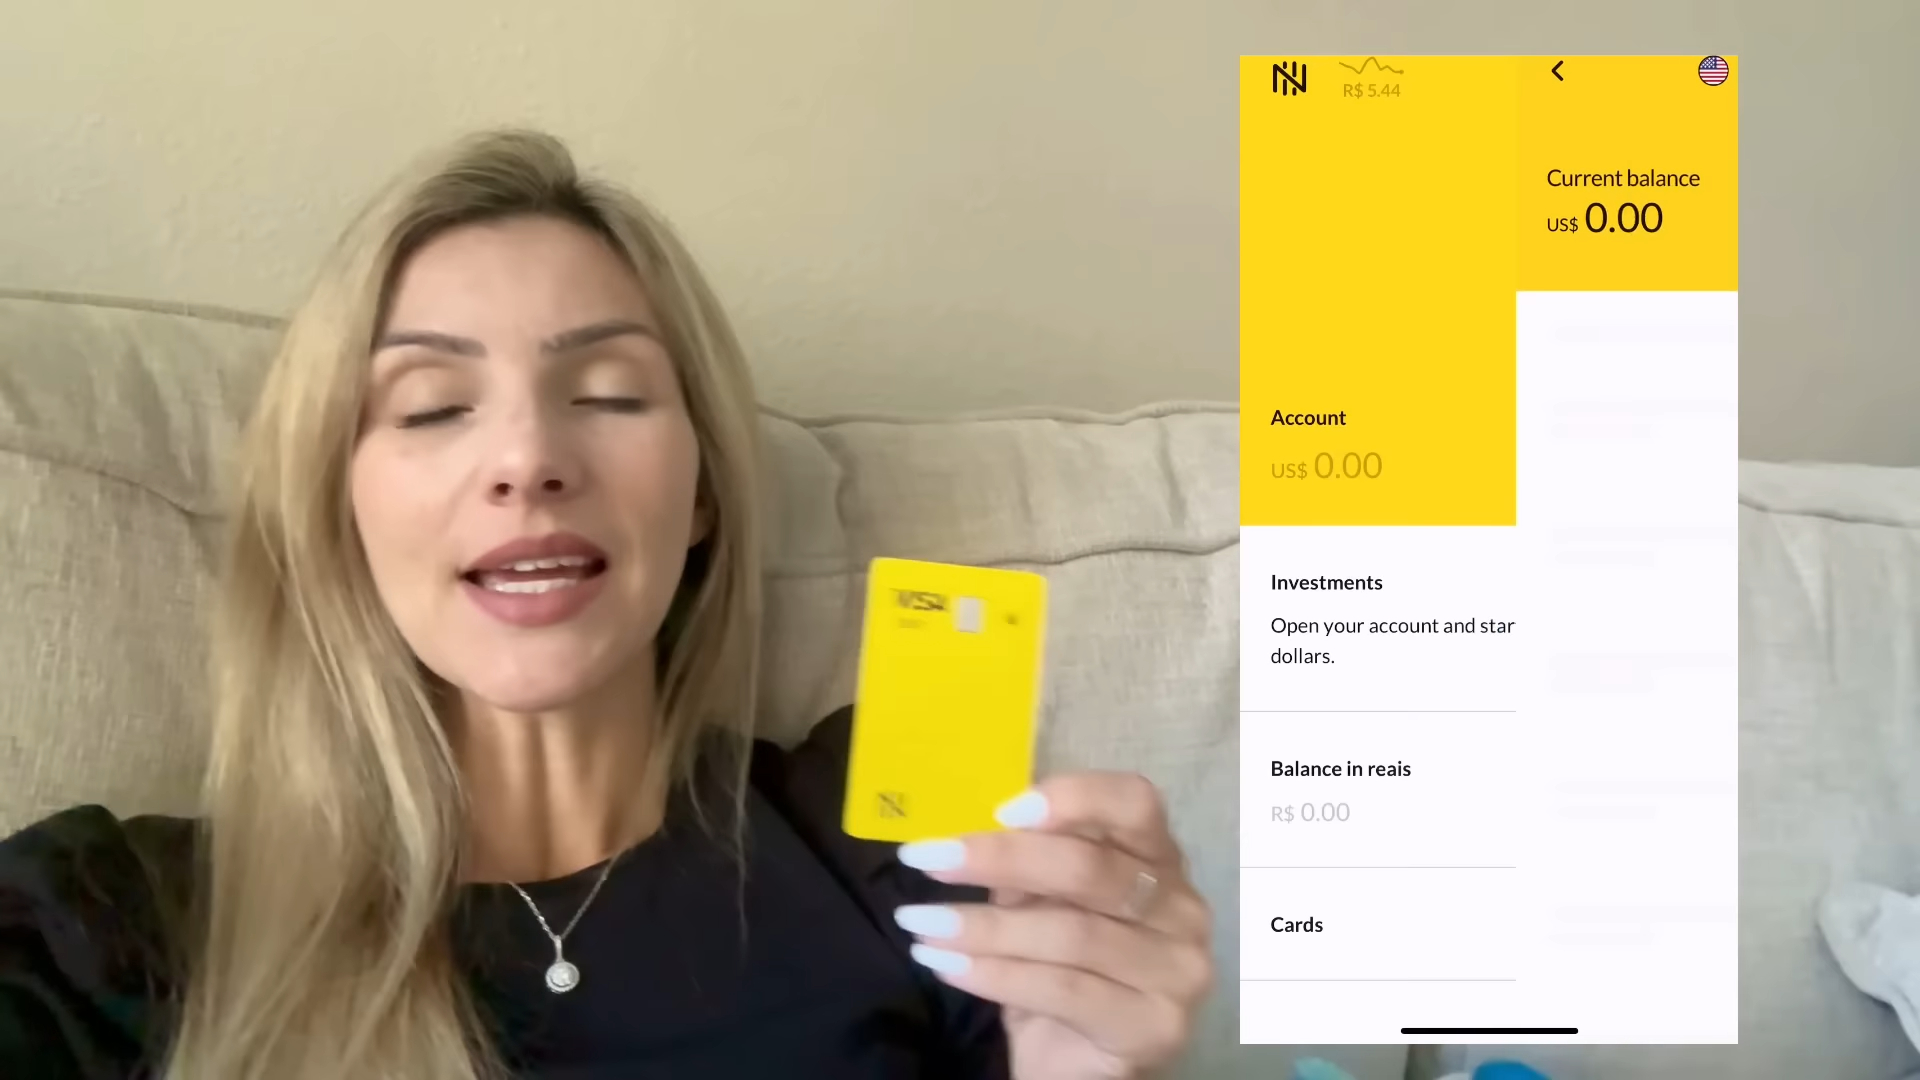 R$ 5.44
Current balance
US$ 0.00
Account
US$ 0.00
Investments
Open your account and star
dollars.
Balance in reais
R$ 0.00
Cards
VISA